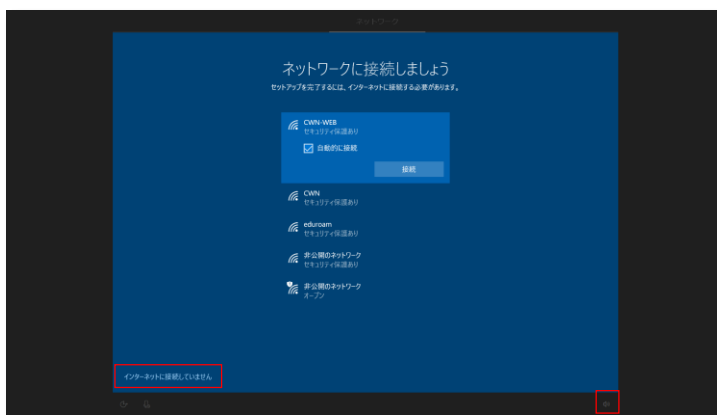 ネットワーク
ネットワークに接続しましょう
セットアップを完了するには、インターネットに接続する必要があります。
CWN-WEB
セキュリティ保護あり
自動的に接続
接続
CWN
セキュリティ保護あり
eduroam
セキュリティ保護あり
非公開のネットワーク
セキュリティ保護あり
非公開のネットワーク
オープン
インターネットに接続していません